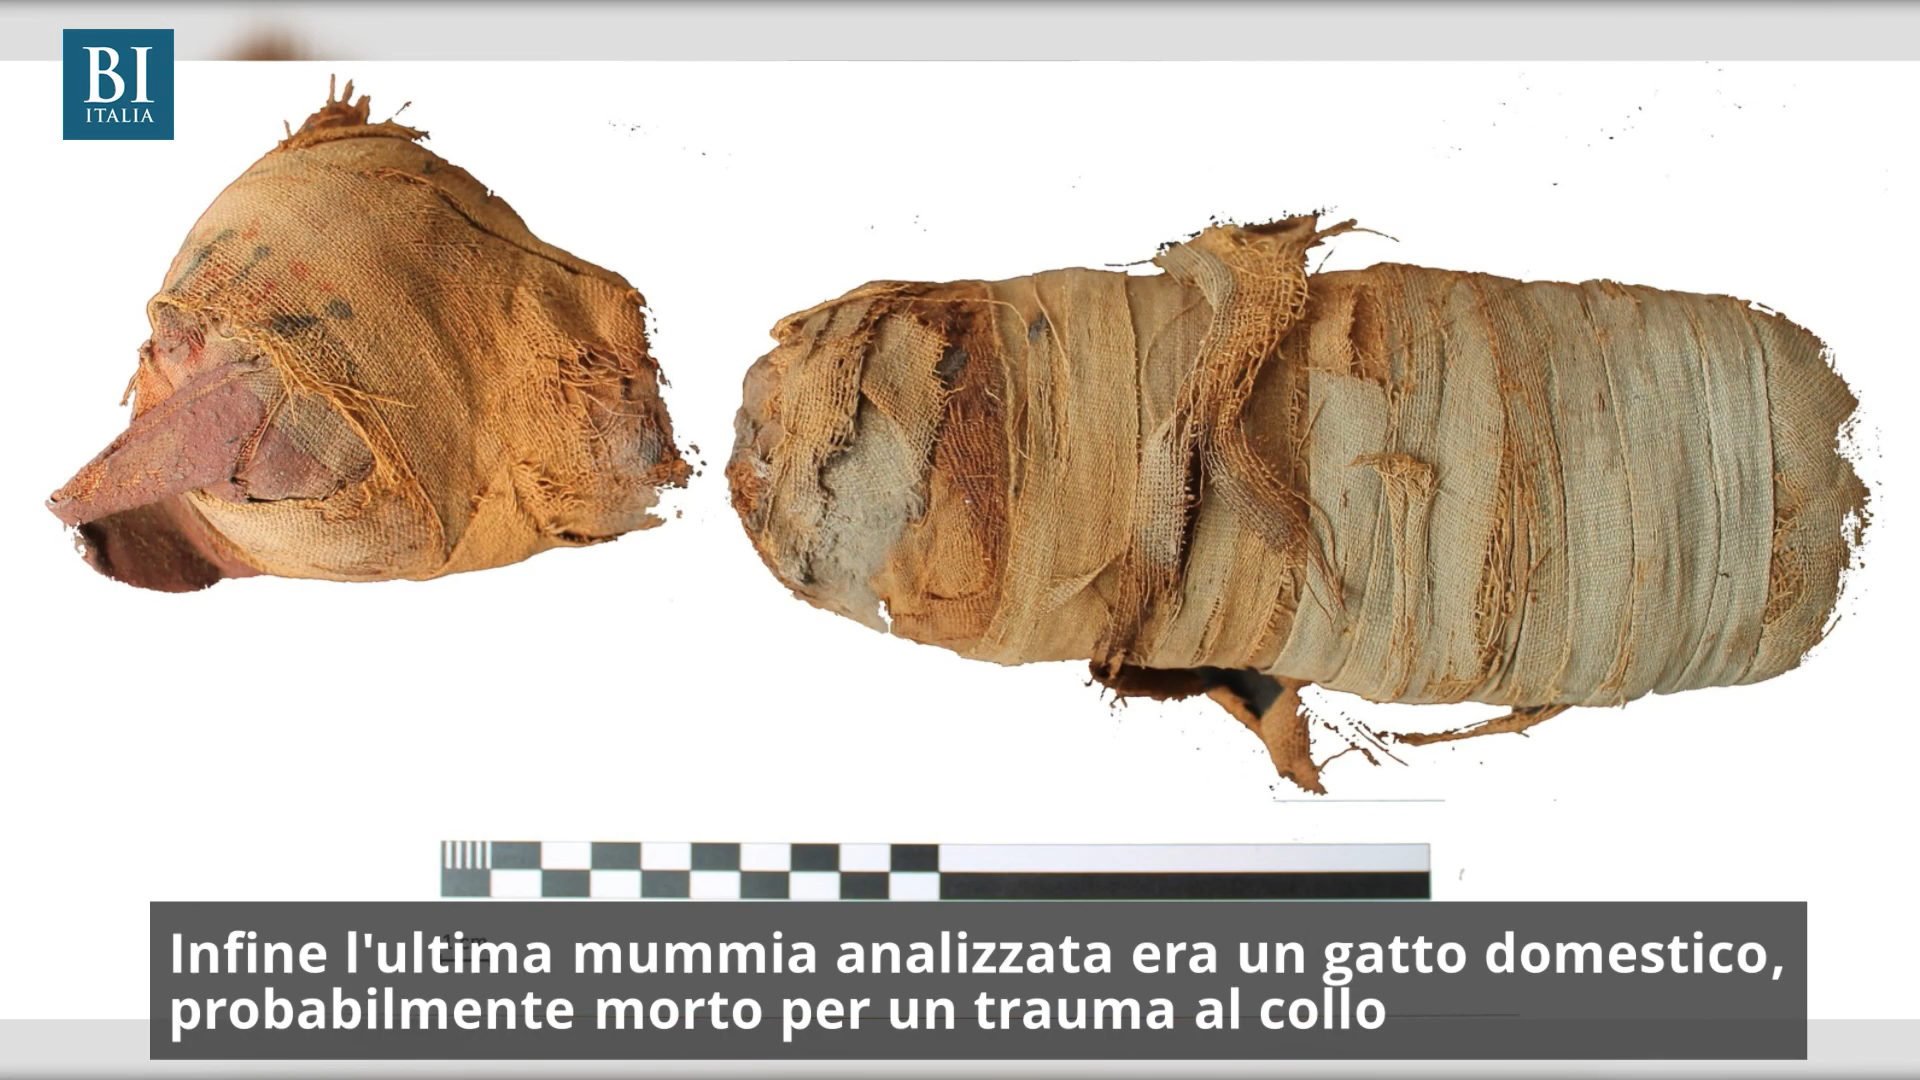 BI
ITALIA
Infine l'ultima mummia analizzata era un gatto domestico,
probabilmente morto per un trauma al collo